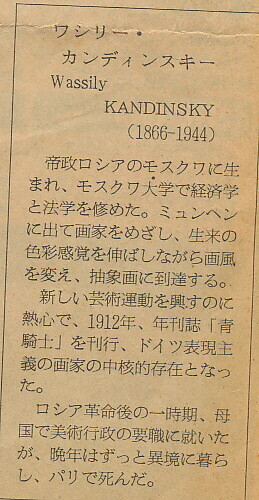 ワシリー・
カンディンスキー
Wassily
KANDINSKY
(1866-1944)
帝政ロシアのモスクワに生
まれ、モスクワ大学で経済学
と法学を修めた。ミュンヘン
に出て画家をめざし、生来の
色彩感覚を伸ばしながら画風
を変え、抽象画に到達する。
新しい芸術運動を興すのに
熱心で、1912年、年刊誌「青
騎士」を刊行、ドイツ表現主
義の画家の中核的存在となっ
た。
ロシア革命後の一時期、母
国で美術行政の要職に就いた
が、晩年はずっと異境に暮ら
し、パリで死んだ。